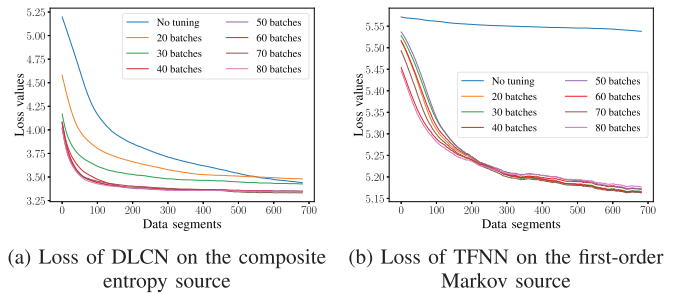 5.25
5.00
4.75
4.50
4.25
4.00
3.75
3.50
3.25
Loss values
No tuning
20 batches
30 batches
40 batches
50 batches
60 batches
70 batches
80 batches
0 100 200 300 400 500 600 700
Data segments
5.55
5.50
5.45
5.40
5.35
5.30
5.25
5.20
5.15
Loss values
No tuning
20 batches
30 batches
40 batches
50 batches
60 batches
70 batches
80 batches
0 100 200 300 400 500 600 700
Data segments
(a) Loss of DLCN on the composite
entropy source
(b) Loss of TFNN on the first-order
Markov source